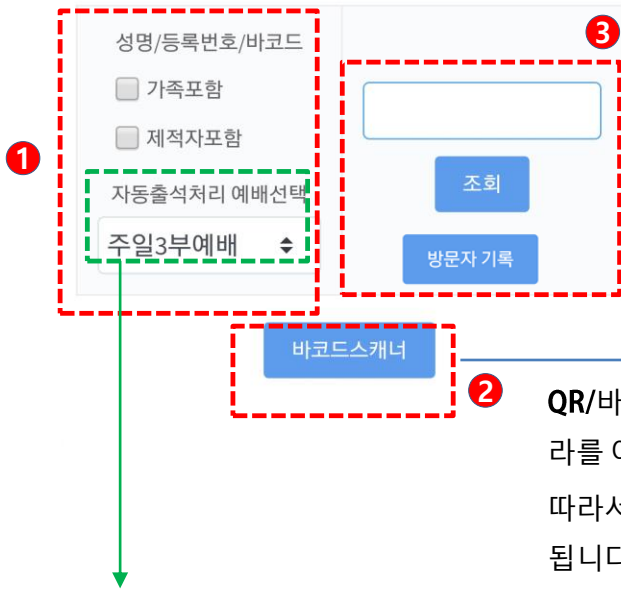 성명/등록번호/바코드
가족포함
제적자포함
자동출석처리 예배선택
주일3부예배
1
3
조회
방문자 기록
바코드스캐너
2
QR/바
라를
따라서
됩니다